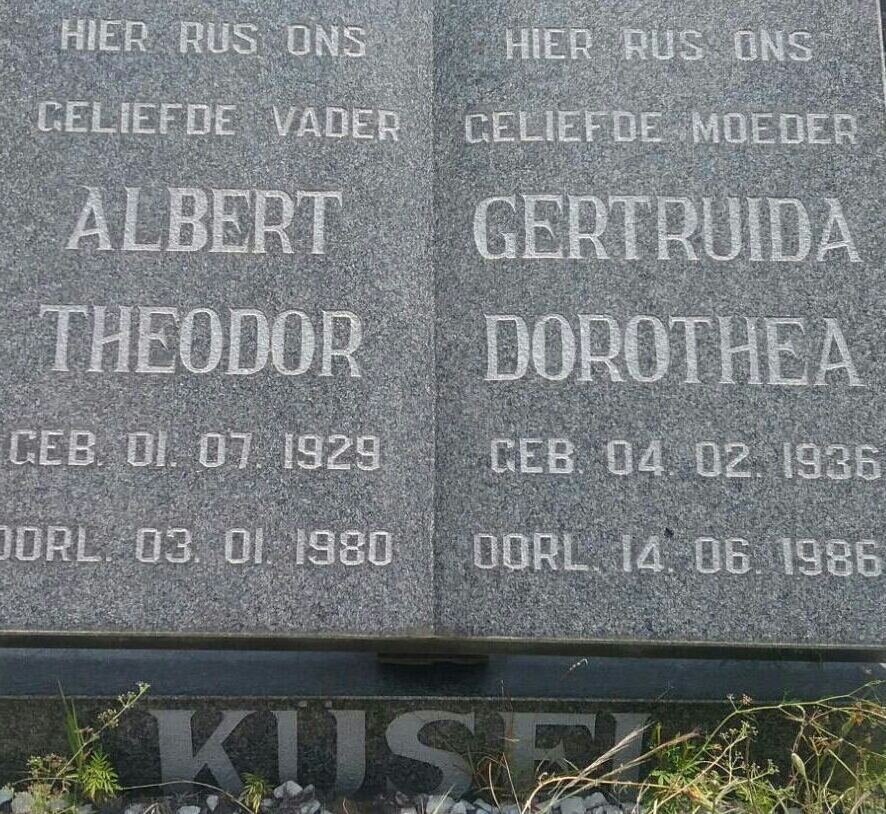 HIER RUS ONS
GELIEFDE VADER
ALBERT
THEODOR
GEB. 01. 07. 1929
OORL. 03. 01. 1980
HIER RUS ONS
GELIEFDE MOEDER
GERTRUIDA
DOROTHEA
GEB. 04. 02. 1936
OORL. 14. 06. 1986
KÜSEL